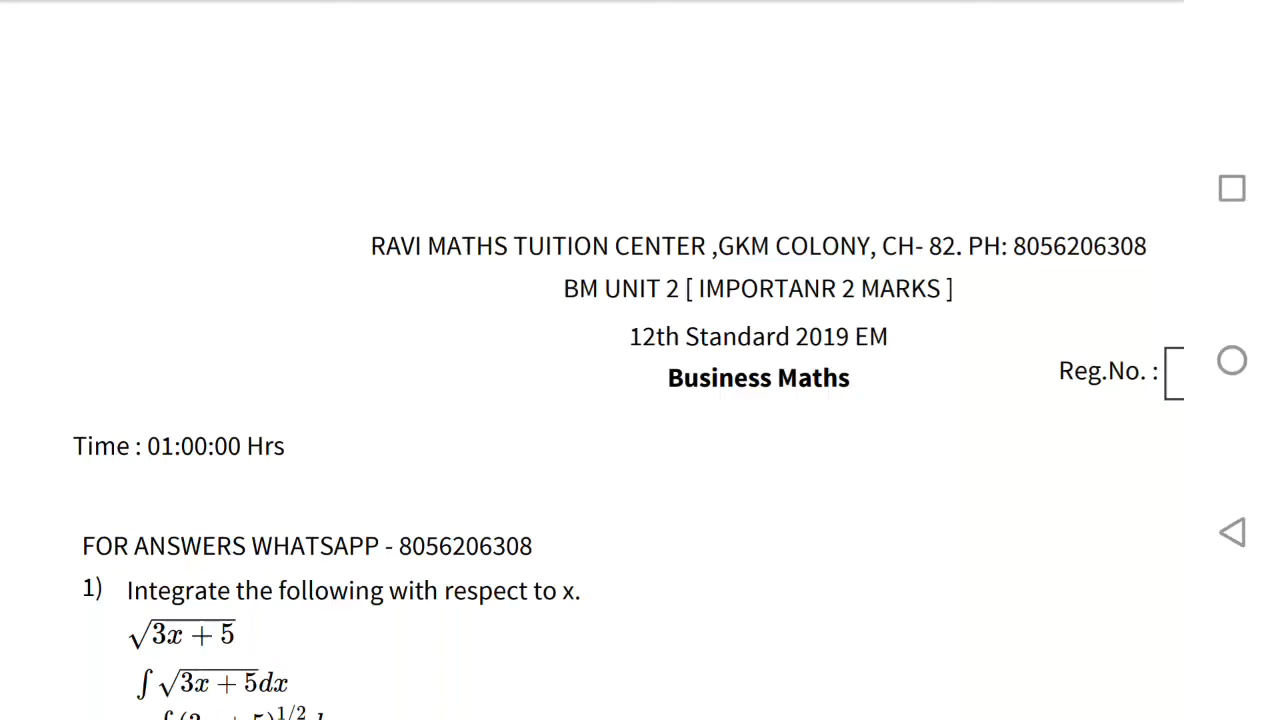 RAVI MATHS TUITION CENTER ,GKM COLONY, CH- 82. PH: 8056206308
BM UNIT 2 [ IMPORTANR 2 MARKS ]
12th Standard 2019 EM
Business Maths
Reg.No. :
Time : 01:00:00 Hrs
FOR ANSWERS WHATSAPP - 8056206308
1) Integrate the following with respect to x.
√3x + 5
∫ √3x + 5dx